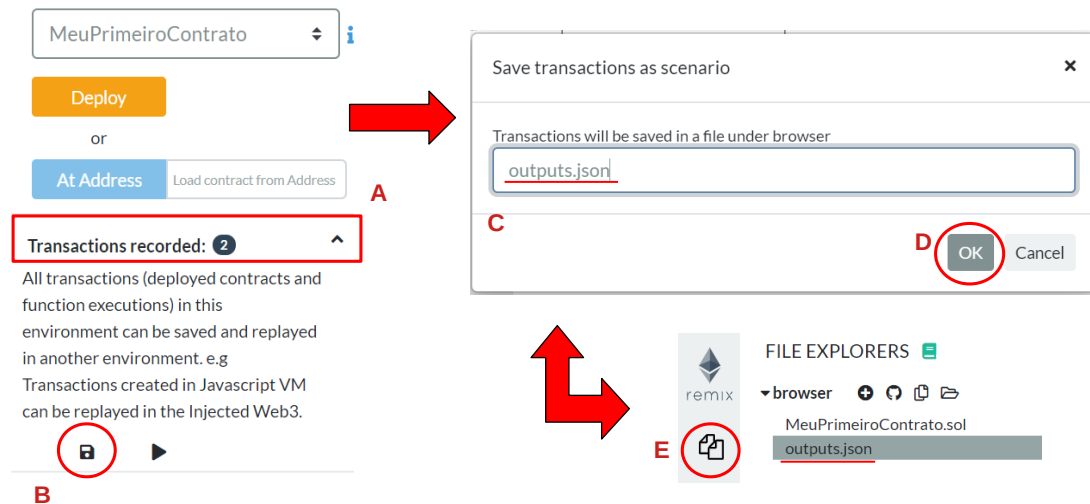 MeuPrimeiroContrato
Deploy
or
At Address Load contract from Address
A
Transactions recorded: 2
All transactions (deployed contracts and
function executions) in this
environment can be saved and replayed
in another environment. e.g
Transactions created in Javascript VM
can be replayed in the Injected Web3.
B
Save transactions as scenario
Transactions will be saved in a file under browser
outputs.json
C
D
OK Cancel
remix
FILE EXPLORERS
browser
MeuPrimeiroContrato.sol
outputs.json
E